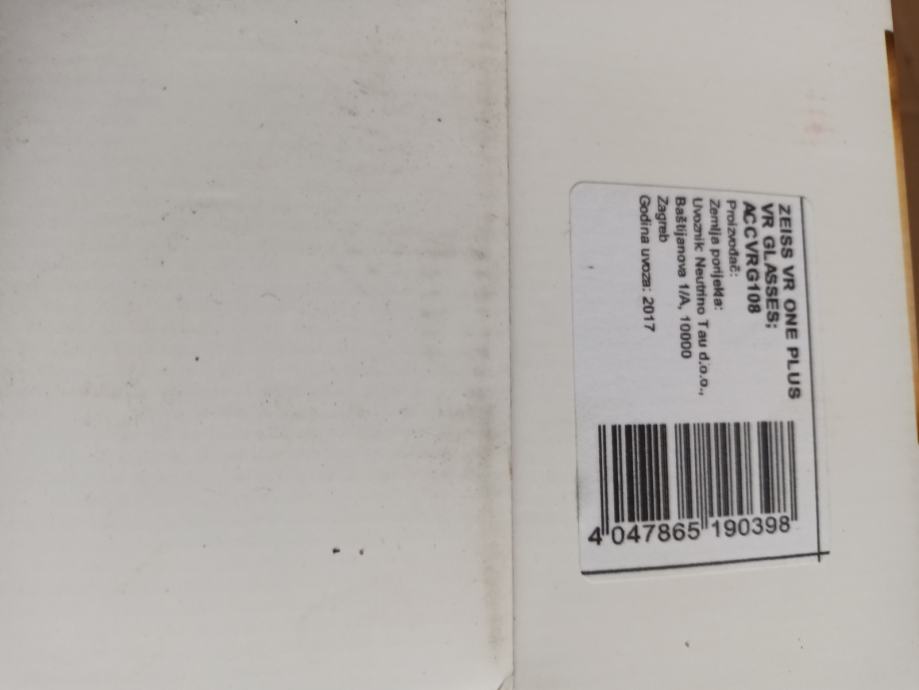 ZEISS VR ONE PLUS
VR GLASSES;
ACCVRG108
Proizvođač:
Zemlja porijekla:
Uvoznik: Neutrino Tau d.o.o.,
Baštijanova 1/A, 10000
Zagreb
Godina uvoza: 2017
4 047865 190398